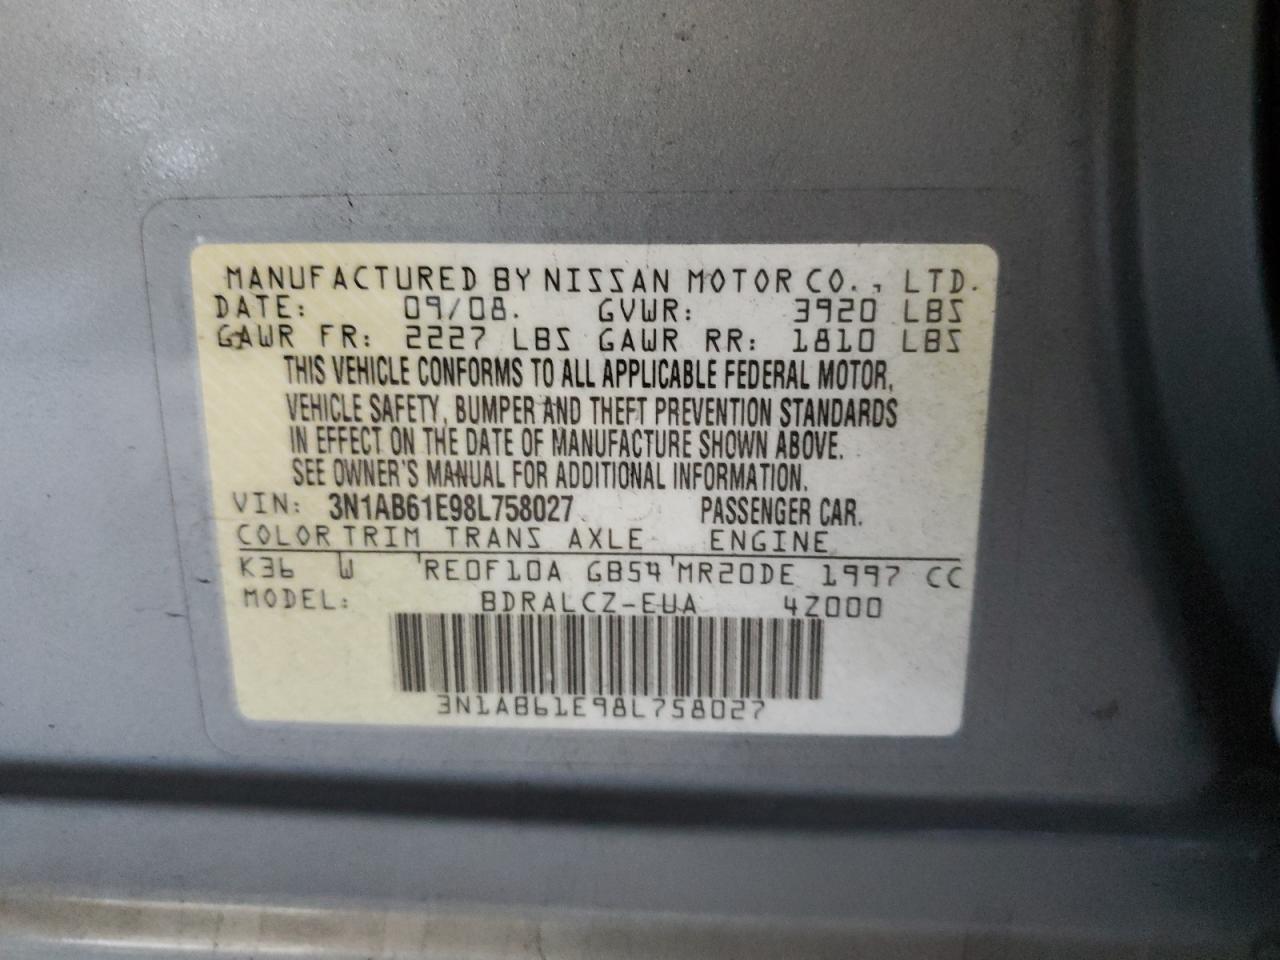 MANUFACTURED BY NISSAN MOTOR CO., LTD.
DATE: 09/08. GVWR: 3920 LBS
GAWR FR: 2227 LBS GAWR RR: 1810 LBS
THIS VEHICLE CONFORMS TO ALL APPLICABLE FEDERAL MOTOR,
VEHICLE SAFETY, BUMPER AND THEFT PREVENTION STANDARDS
IN EFFECT ON THE DATE OF MANUFACTURE SHOWN ABOVE.
SEE OWNER'S MANUAL FOR ADDITIONAL INFORMATION.
VIN: 3N1AB61E98L758027 PASSENGER CAR.
COLOR TRIM TRANS AXLE ENGINE
K36 W RE0F10A GB54 MR20DE 1997 CC
MODEL: BDRALCZ-EUA 4Z000
3N1AB61E98L758027